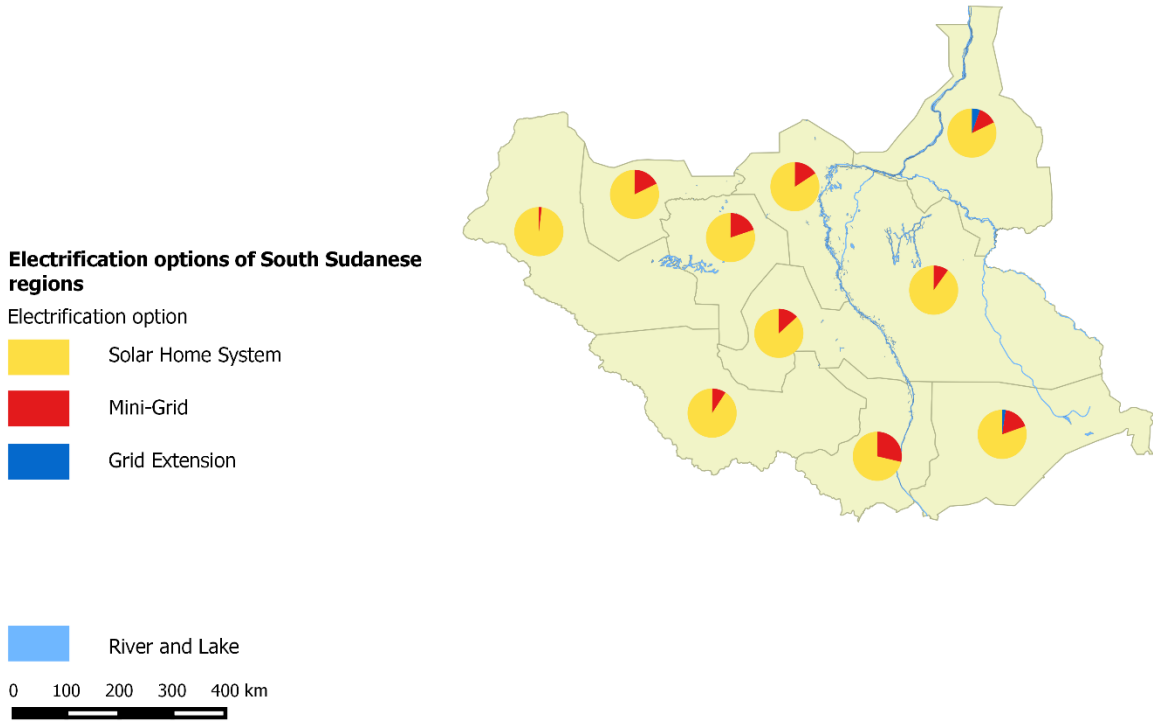 Electrification options of South Sudanese
regions
Electrification option
Solar Home System
Mini-Grid
Grid Extension
River and Lake
0 100 200 300 400 km